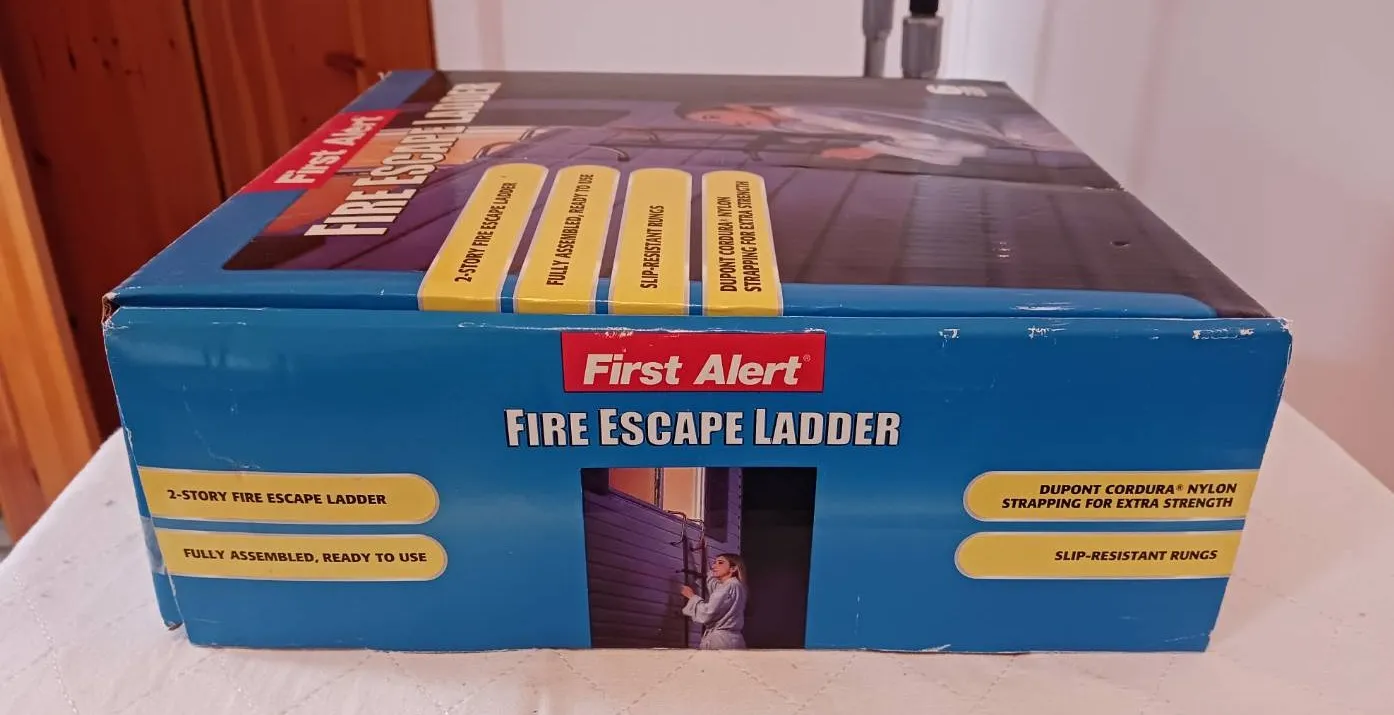 First Alert
FIRE ESCAPE LADDER
2-STORY FIRE ESCAPE LADDER
FULLY ASSEMBLED, READY TO USE
SLIP-RESISTANT RUNGS
DUPONT CORDURA® NYLON
STRAPPING FOR EXTRA STRENGTH
First Alert®
FIRE ESCAPE LADDER
2-STORY FIRE ESCAPE LADDER
FULLY ASSEMBLED, READY TO USE
DUPONT CORDURA® NYLON
STRAPPING FOR EXTRA STRENGTH
SLIP-RESISTANT RUNGS